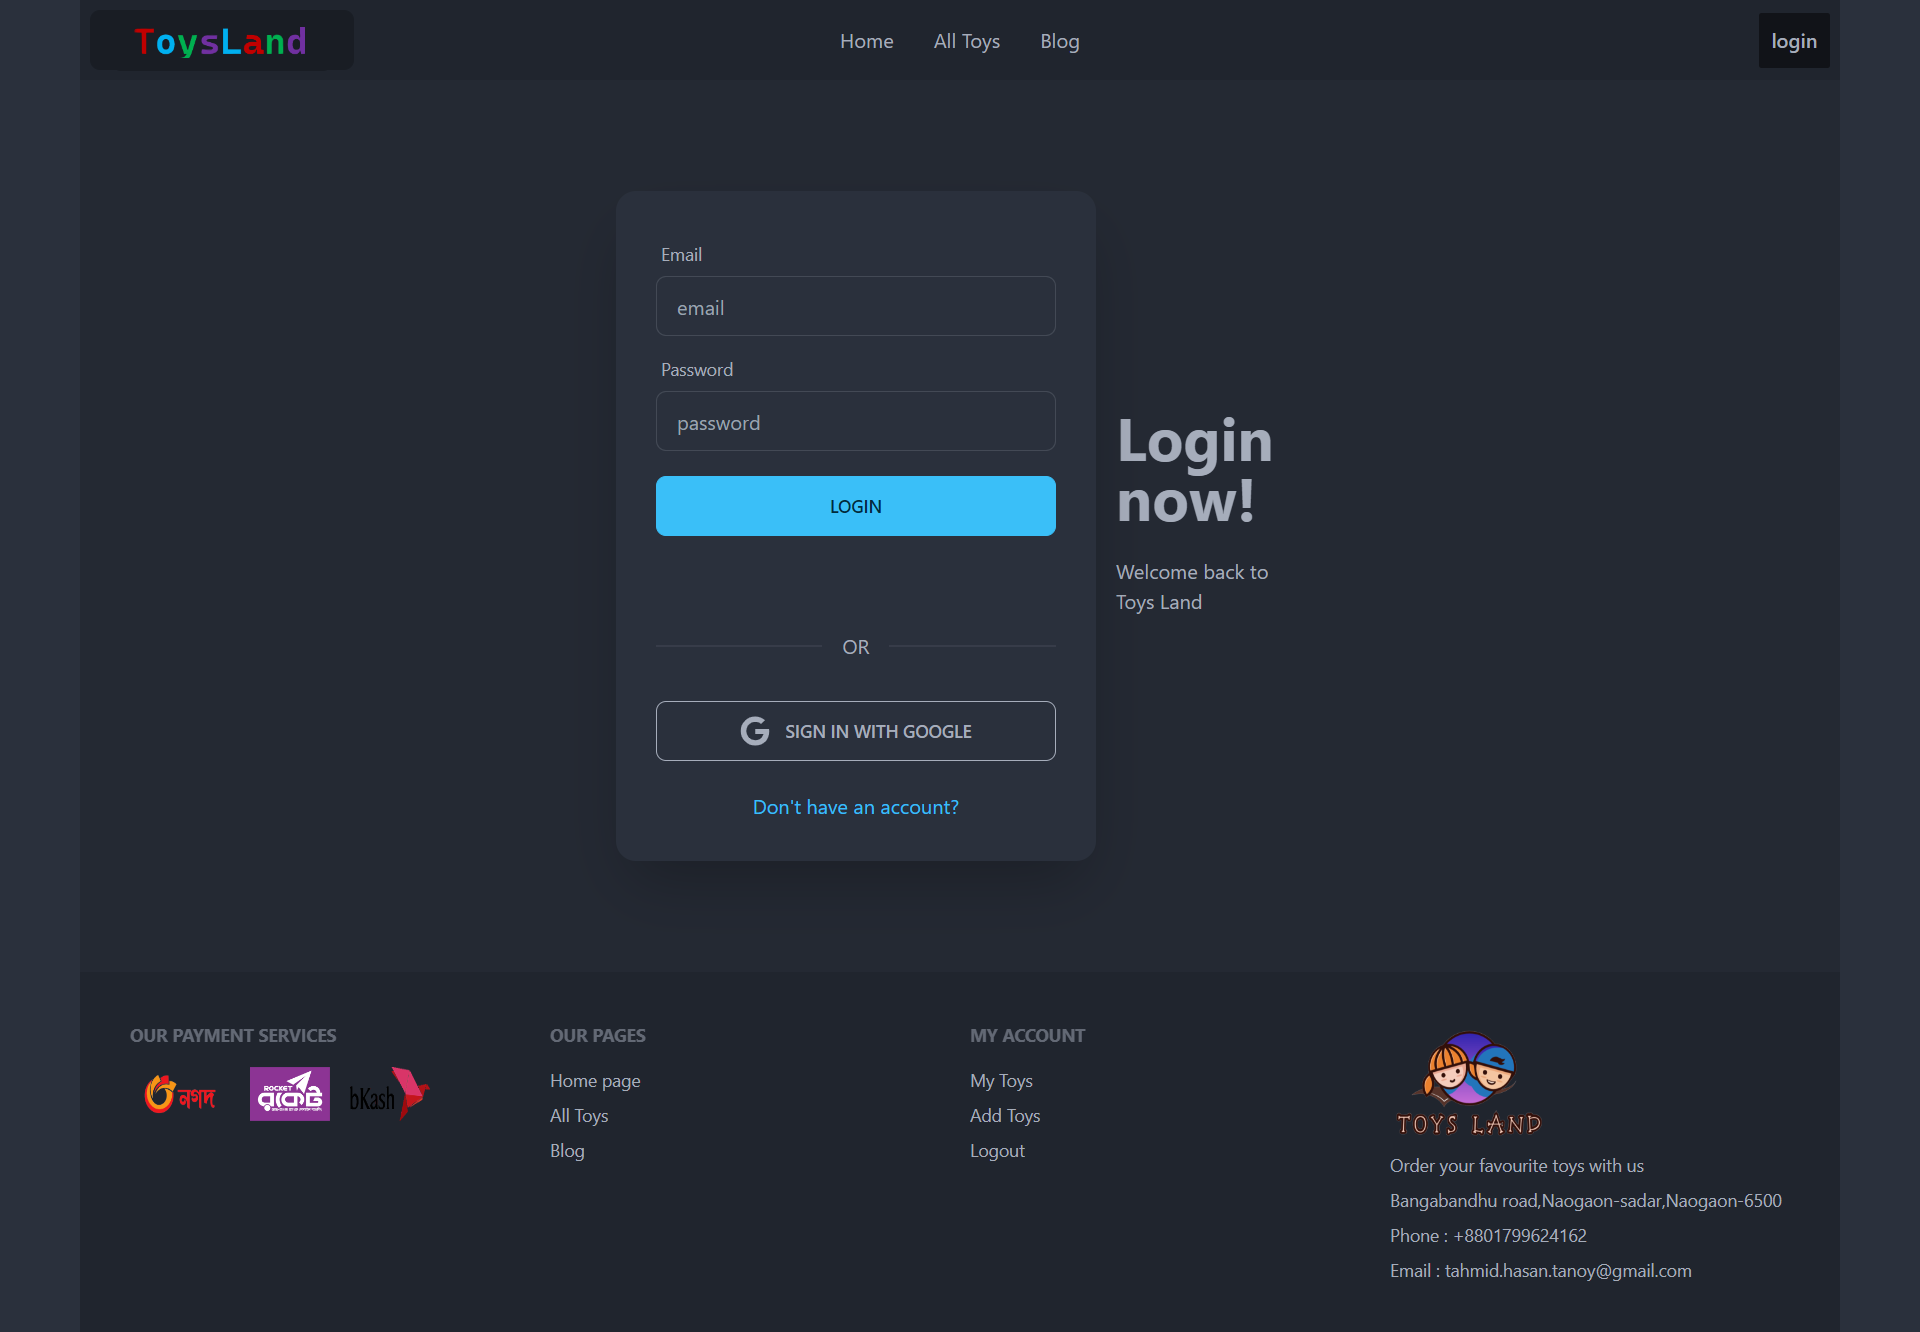 ToysLand
Home
All Toys
Blog
login
Email
email
Password
password
LOGIN
OR
SIGN IN WITH GOOGLE
Don't have an account?
Login
now!
Welcome back to
Toys Land
OUR PAYMENT SERVICES
নগদ
ROCKET
রকেট
bKash
OUR PAGES
Home page
All Toys
Blog
MY ACCOUNT
My Toys
Add Toys
Logout
TOYS LAND
Order your favourite toys with us
Bangabandhu road,Naogaon-sadar,Naogaon-6500
Phone : +8801799624162
Email : tahmid.hasan.tanoy@gmail.com